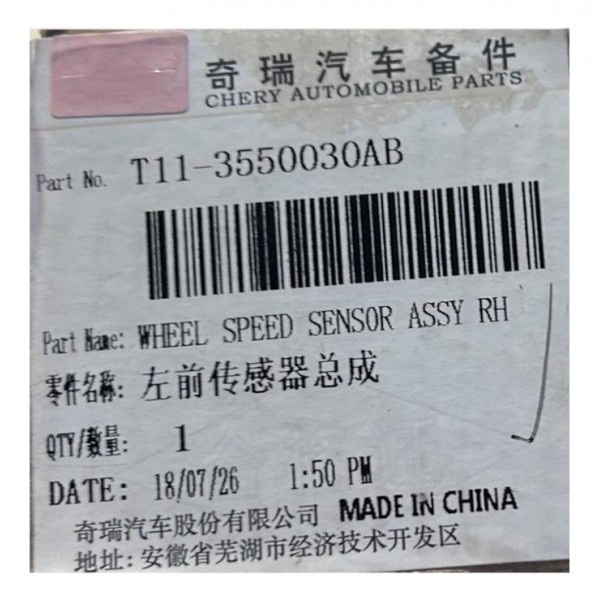 奇瑞汽车备件
CHERY AUTOMOBILE PARTS
Part No. T11-3550030AB
Part Name: WHEEL SPEED SENSOR ASSY RH
零件名称: 左前传感器总成
QTY/数量: 1
DATE: 18/07/26 1:50 PM
奇瑞汽车股份有限公司 MADE IN CHINA
地址: 安徽省芜湖市经济技术开发区